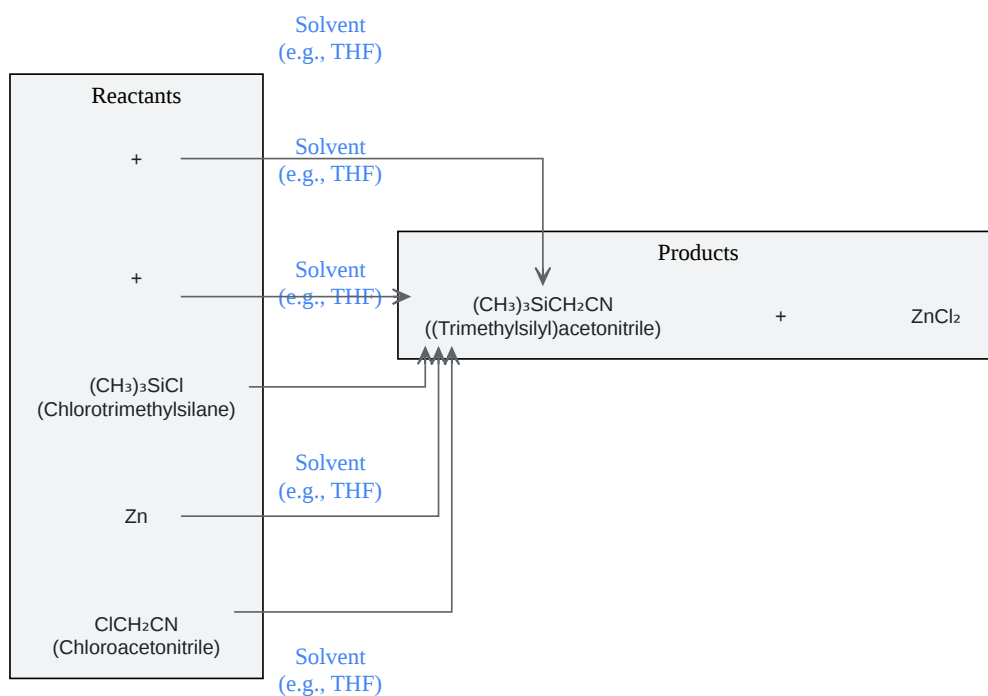 Solvent
(e.g., THF)
Reactants
+
Solvent
(e.g., THF)
+
Solvent
(e.g., THF)
Products
(CH₃)₃SiCH₂CN
((Trimethylsilyl)acetonitrile)
+
ZnCl₂
(CH₃)₃SiCl
(Chlorotrimethylsilane)
Solvent
(e.g., THF)
Zn
ClCH₂CN
(Chloroacetonitrile)
Solvent
(e.g., THF)